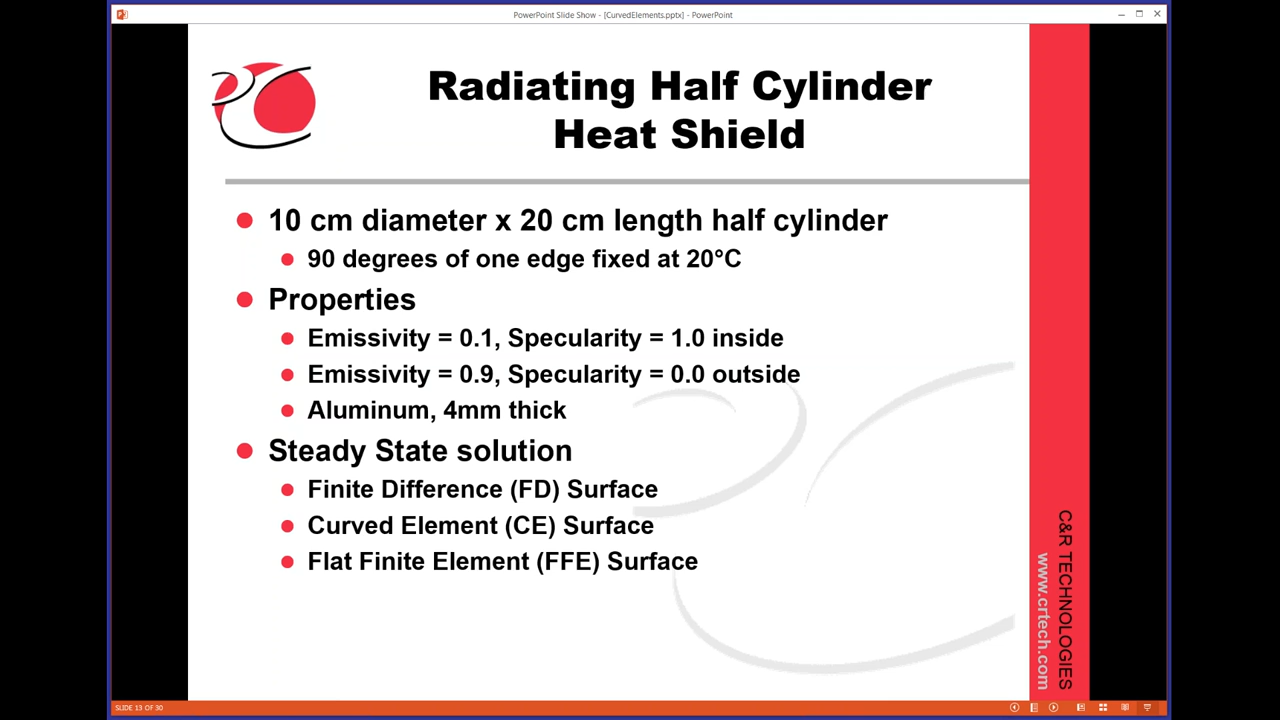 PowerPoint Slide Show - [CurvedElements.pptx] - PowerPoint
Radiating Half Cylinder
Heat Shield
10 cm diameter x 20 cm length half cylinder
90 degrees of one edge fixed at 20°C
Properties
Emissivity = 0.1, Specularity = 1.0 inside
Emissivity = 0.9, Specularity = 0.0 outside
Aluminum, 4mm thick
Steady State solution
Finite Difference (FD) Surface
Curved Element (CE) Surface
Flat Finite Element (FFE) Surface
C&R TECHNOLOGIES
www.crtech.com
SLIDE 13 OF 30